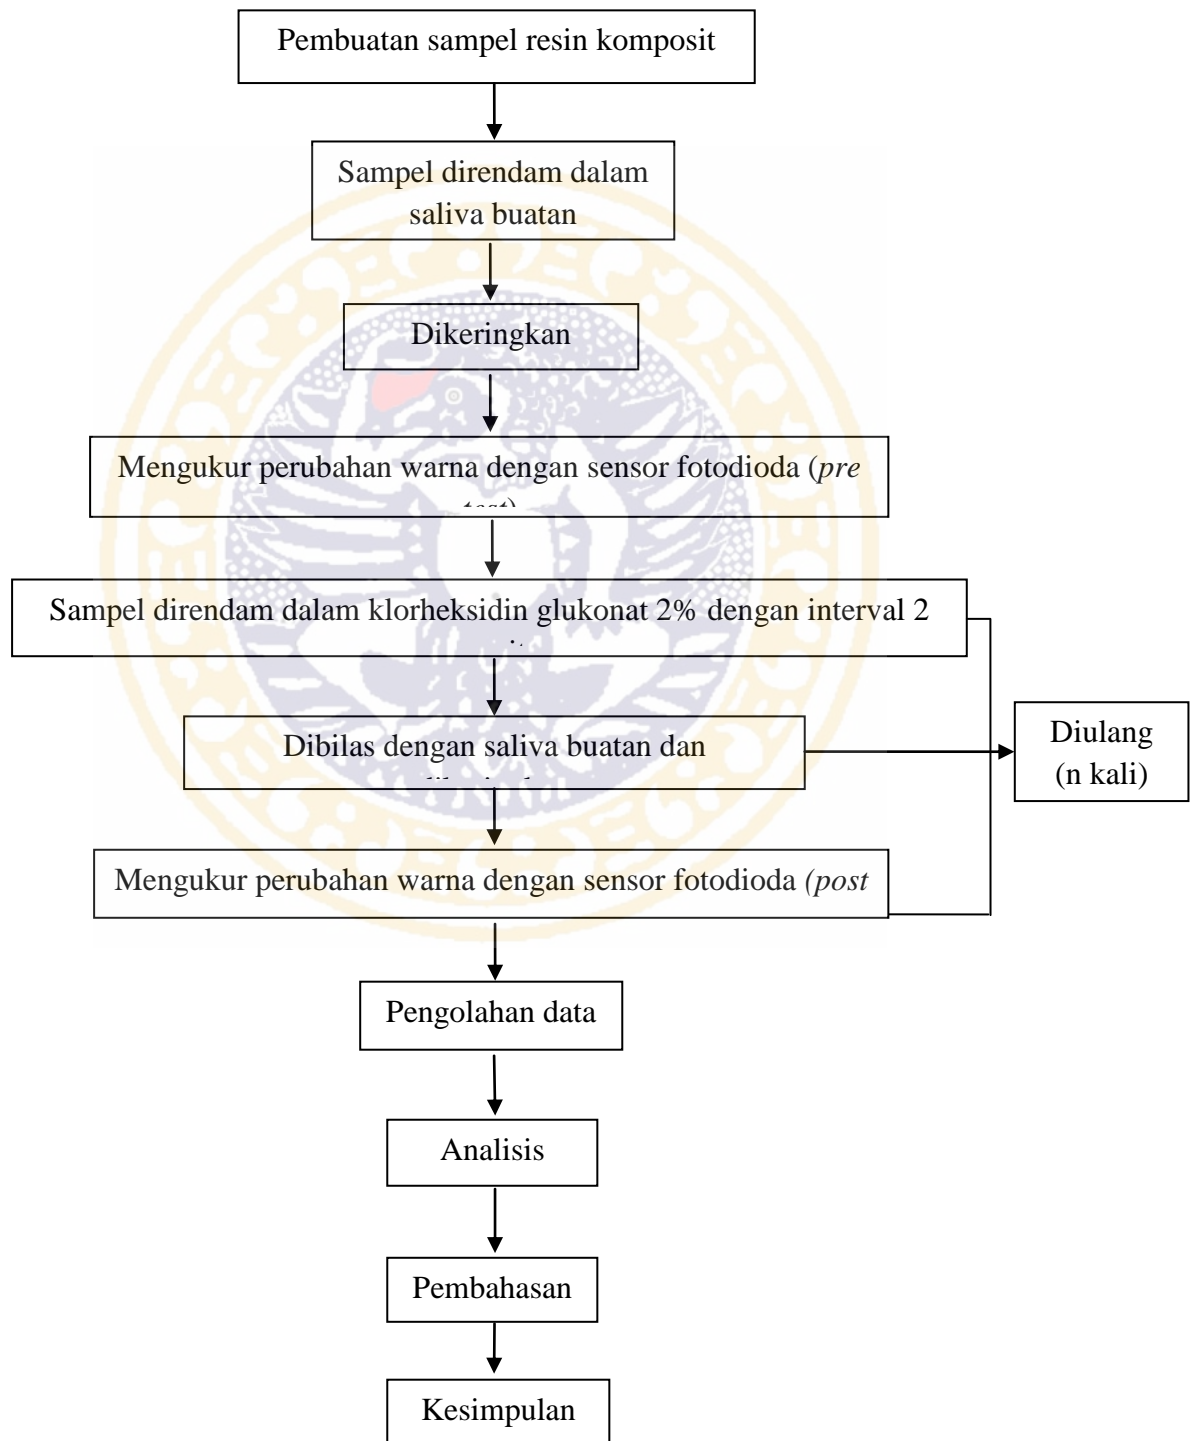 Pembuatan sampel resin komposit
Sampel direndam dalam
saliva buatan
Dikeringkan
Mengukur perubahan warna dengan sensor fotodioda (pre
test)
Sampel direndam dalam klorheksidin glukonat 2% dengan interval 2
Dibilas dengan saliva buatan dan
Diulang
(n kali)
Mengukur perubahan warna dengan sensor fotodioda (post
Pengolahan data
Analisis
Pembahasan
Kesimpulan